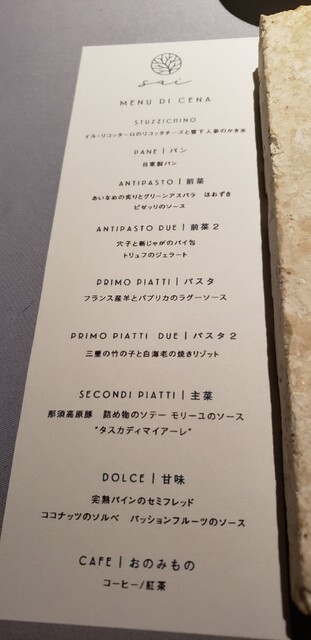 sai
MENU DI CENA
STUZZICHINO
イル・リコッターロのリコッタチーズと雪下人参のかき氷
PANE | パン
自家製パン
ANTIPASTO | 前菜
あいなめの炙りとグリーンアスパラ ほおずき
ピゼッリのソース
ANTIPASTO DUE | 前菜 2
穴子と新じゃがのパイ包
トリュフのジェラート
PRIMO PIATTI | パスタ
フランス産羊とパプリカのラグーソース
PRIMO PIATTI DUE | パスタ 2
三重の竹の子と白海老の焼きリゾット
SECONDI PIATTI | 主菜
那須高原豚 詰め物のソテー モリーユのソース
"タスカディマイアーレ"
DOLCE | 甘味
完熟パインのセミフレッド
ココナッツのソルベ パッションフルーツのソース
CAFE | おのみもの
コーヒー/紅茶